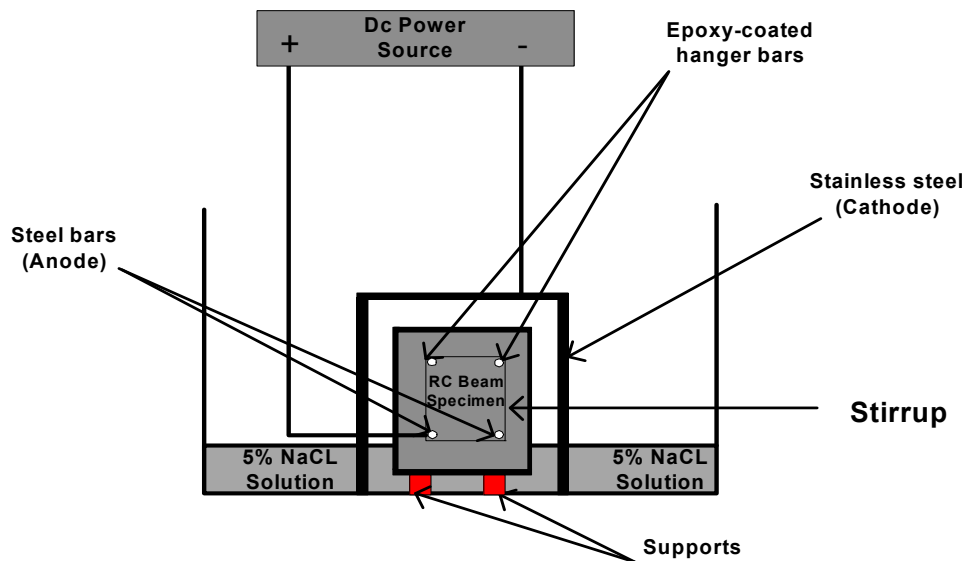 Dc Power
Source
+
-
Epoxy-coated
hanger bars
Stainless steel
(Cathode)
Steel bars
(Anode)
RC Beam
Specimen
Stirrup
5% NaCL
Solution
5% NaCL
Solution
Supports